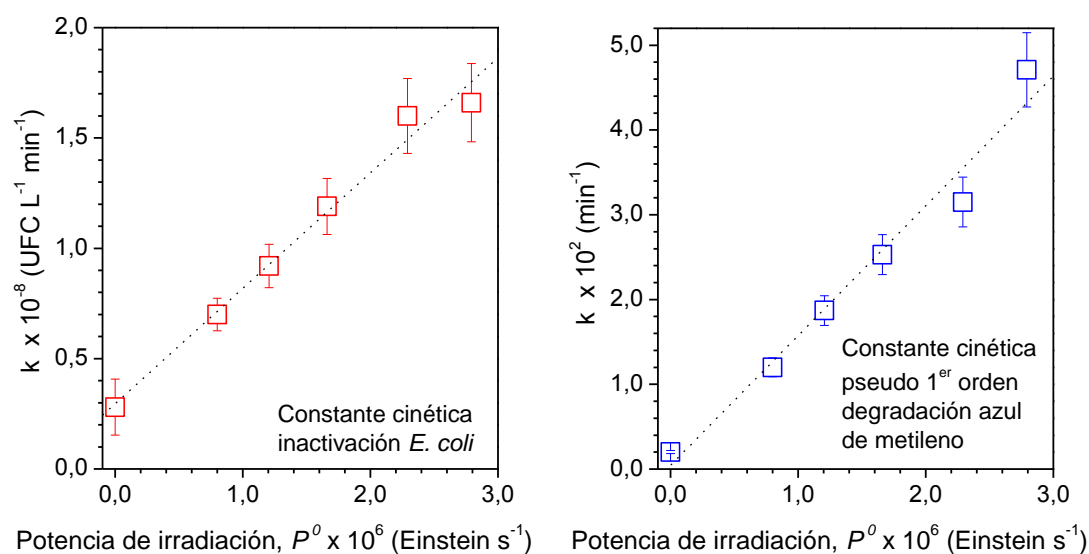 2,0
1,5
1,0
0,5
0,0
k x 10⁻⁸ (UFC L⁻¹ min⁻¹)
Constante cinética
inactivación E. coli
0,0 1,0 2,0 3,0
Potencia de irradiación, P⁰ x 10⁶ (Einstein s⁻¹)
5,0
4,0
3,0
2,0
1,0
0,0
k x 10² (min⁻¹)
Constante cinética
pseudo 1ᵉʳ orden
degradación azul
de metileno
0,0 1,0 2,0 3,0
Potencia de irradiación, P⁰ x 10⁶ (Einstein s⁻¹)